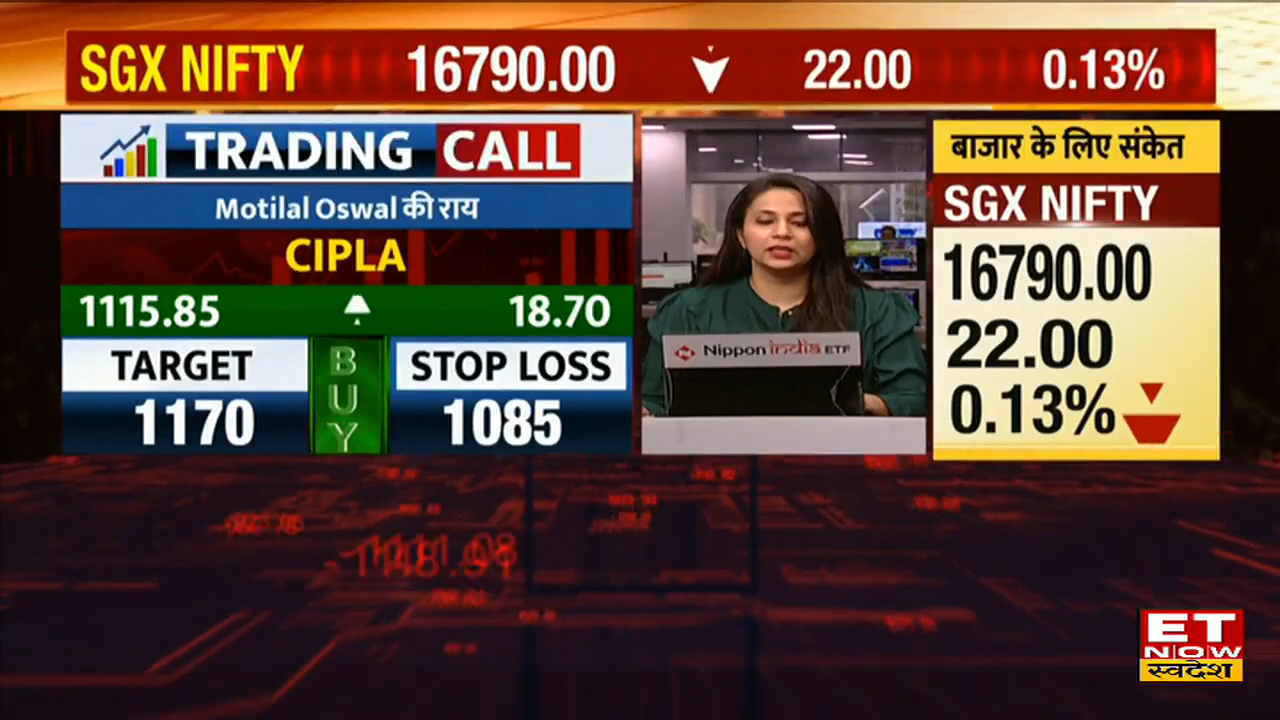 SGX NIFTY 16790.00 22.00 0.13%
TRADING CALL
Motilal Oswal की राय
CIPLA
1115.85 18.70
TARGET BUY STOP LOSS
1170 1085
Nippon india ETF
बाजार के लिए संकेत
SGX NIFTY
16790.00
22.00
0.13%
ET
NOW
स्वदेश